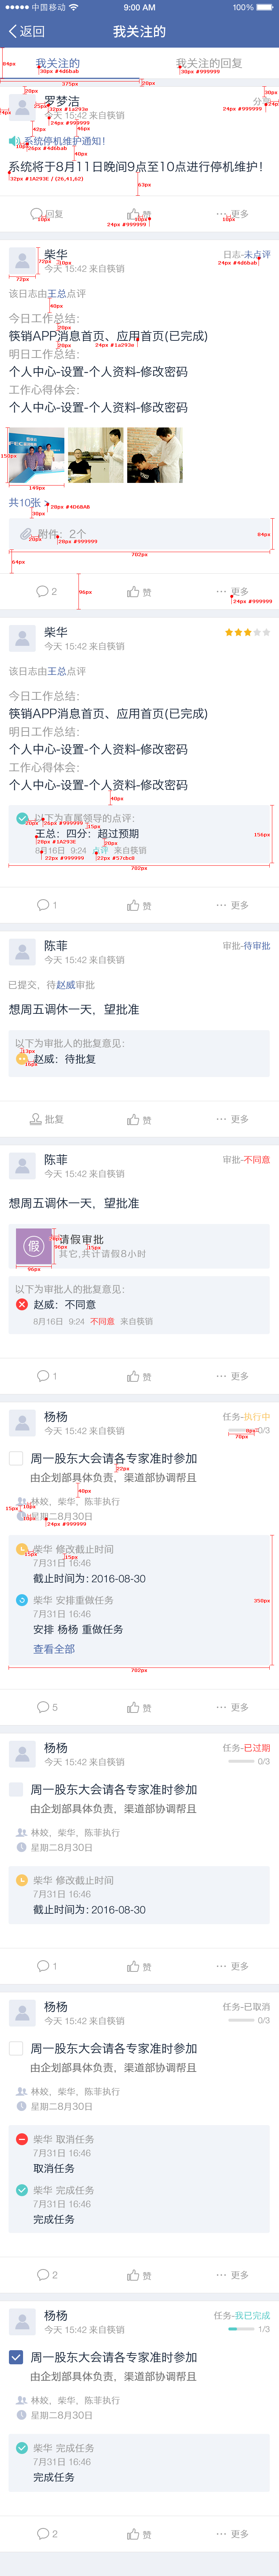 中国移动 9:00 AM 100%
返回 我关注的
我关注的 我关注的回复
84px 30px #4d6bab 30px #999999
375px 20px
罗梦洁
今天 15:42 来自筷销
32px #1a293e
24px #999999
系统停机维护通知!
26px #4d6bab
系统将于8月11日晚间9点至10点进行停机维护!
32px #1A293E / (26,41,62)
63px
回复 赞 更多
24px #999999
柴华 日志-未点评
今天 15:42 来自筷销
24px #4d6bab
72px
该日志由王总点评
40px
今日工作总结:
筷销APP消息首页、应用首页(已完成)
24px #1a293e
明日工作总结:
个人中心-设置-个人资料-修改密码
工作心得体会:
个人中心-设置-个人资料-修改密码
150px
149px
共10张 >
28px #4D6BAB
30px
附件: 2个
28px #999999
84px
702px
64px
96px
2 赞 更多
24px #999999
柴华
今天 15:42 来自筷销
该日志由王总点评
今日工作总结:
筷销APP消息首页、应用首页(已完成)
明日工作总结:
个人中心-设置-个人资料-修改密码
工作心得体会:
个人中心-设置-个人资料-修改密码
40px
以下为直属领导的点评:
26px #999999
王总: 四分: 超过预期
28px #1A293E
156px
8月16日 9:24 点评 来自筷销
22px #999999 22px #57cbc8
702px
1 赞 更多
陈菲 审批-待审批
今天 15:42 来自筷销
已提交, 待赵威审批
想周五调休一天, 望批准
以下为审批人的批复意见:
赵威: 待批复
批复 赞 更多
陈菲 审批-不同意
今天 15:42 来自筷销
想周五调休一天, 望批准
假 请假审批
其它,共计请假8小时
96px 15px
96px
以下为审批人的批复意见:
赵威: 不同意
8月16日 9:24 不同意 来自筷销
1 赞 更多
杨杨 任务-执行中
今天 15:42 来自筷销 0/3
70px
周一股东大会请各专家准时参加
由企划部具体负责, 渠道部协调帮且
40px
林姣, 柴华, 陈菲执行
星期二8月30日
24px #999999
柴华 修改截止时间
7月31日 16:46
截止时间为: 2016-08-30
350px
柴华 安排重做任务
7月31日 16:46
安排 杨杨 重做任务
查看全部
702px
5 赞 更多
杨杨 任务-已过期
今天 15:42 来自筷销 0/3
周一股东大会请各专家准时参加
由企划部具体负责, 渠道部协调帮且
林姣, 柴华, 陈菲执行
星期二8月30日
柴华 修改截止时间
7月31日 16:46
截止时间为: 2016-08-30
1 赞 更多
杨杨 任务-已取消
今天 15:42 来自筷销 0/3
周一股东大会请各专家准时参加
由企划部具体负责, 渠道部协调帮且
林姣, 柴华, 陈菲执行
星期二8月30日
柴华 取消任务
7月31日 16:46
取消任务
柴华 完成任务
7月31日 16:46
完成任务
2 赞 更多
杨杨 任务-我已完成
今天 15:42 来自筷销 1/3
周一股东大会请各专家准时参加
由企划部具体负责, 渠道部协调帮且
林姣, 柴华, 陈菲执行
星期二8月30日
柴华 完成任务
7月31日 16:46
完成任务
2 赞 更多